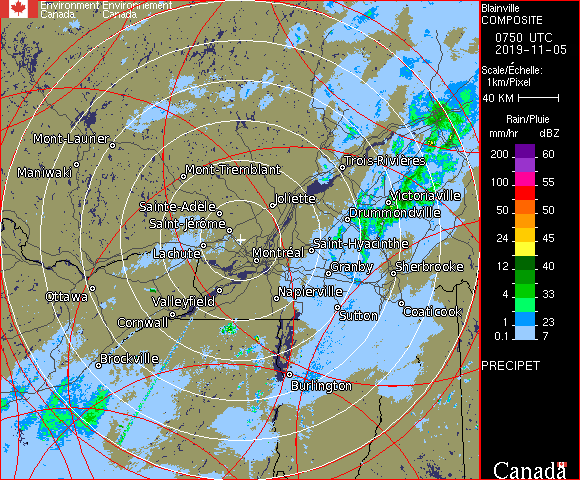 Environment Environnement
Canada Canada
Blainville
COMPOSITE
0750 UTC
2019-11-05
Scale/Échelle:
1km/Pixel
40 KM
Rain/Pluie
mm/hr dBZ
200 60
100 55
50 50
24 45
12 40
4 33
1 23
0.1 7
PRECIPET
Mont-Laurier
Maniwaki
Mont-Tremblant
Trois-Rivières
Sainte-Adèle
Joliette
Victoriaville
Saint-Jérôme
Drummondville
Lachute
Montréal
Saint-Hyacinthe
Granby
Sherbrooke
Ottawa
Valleyfield
Napierville
Cornwall
Sutton
Coaticook
Brockville
Burlington
Canada